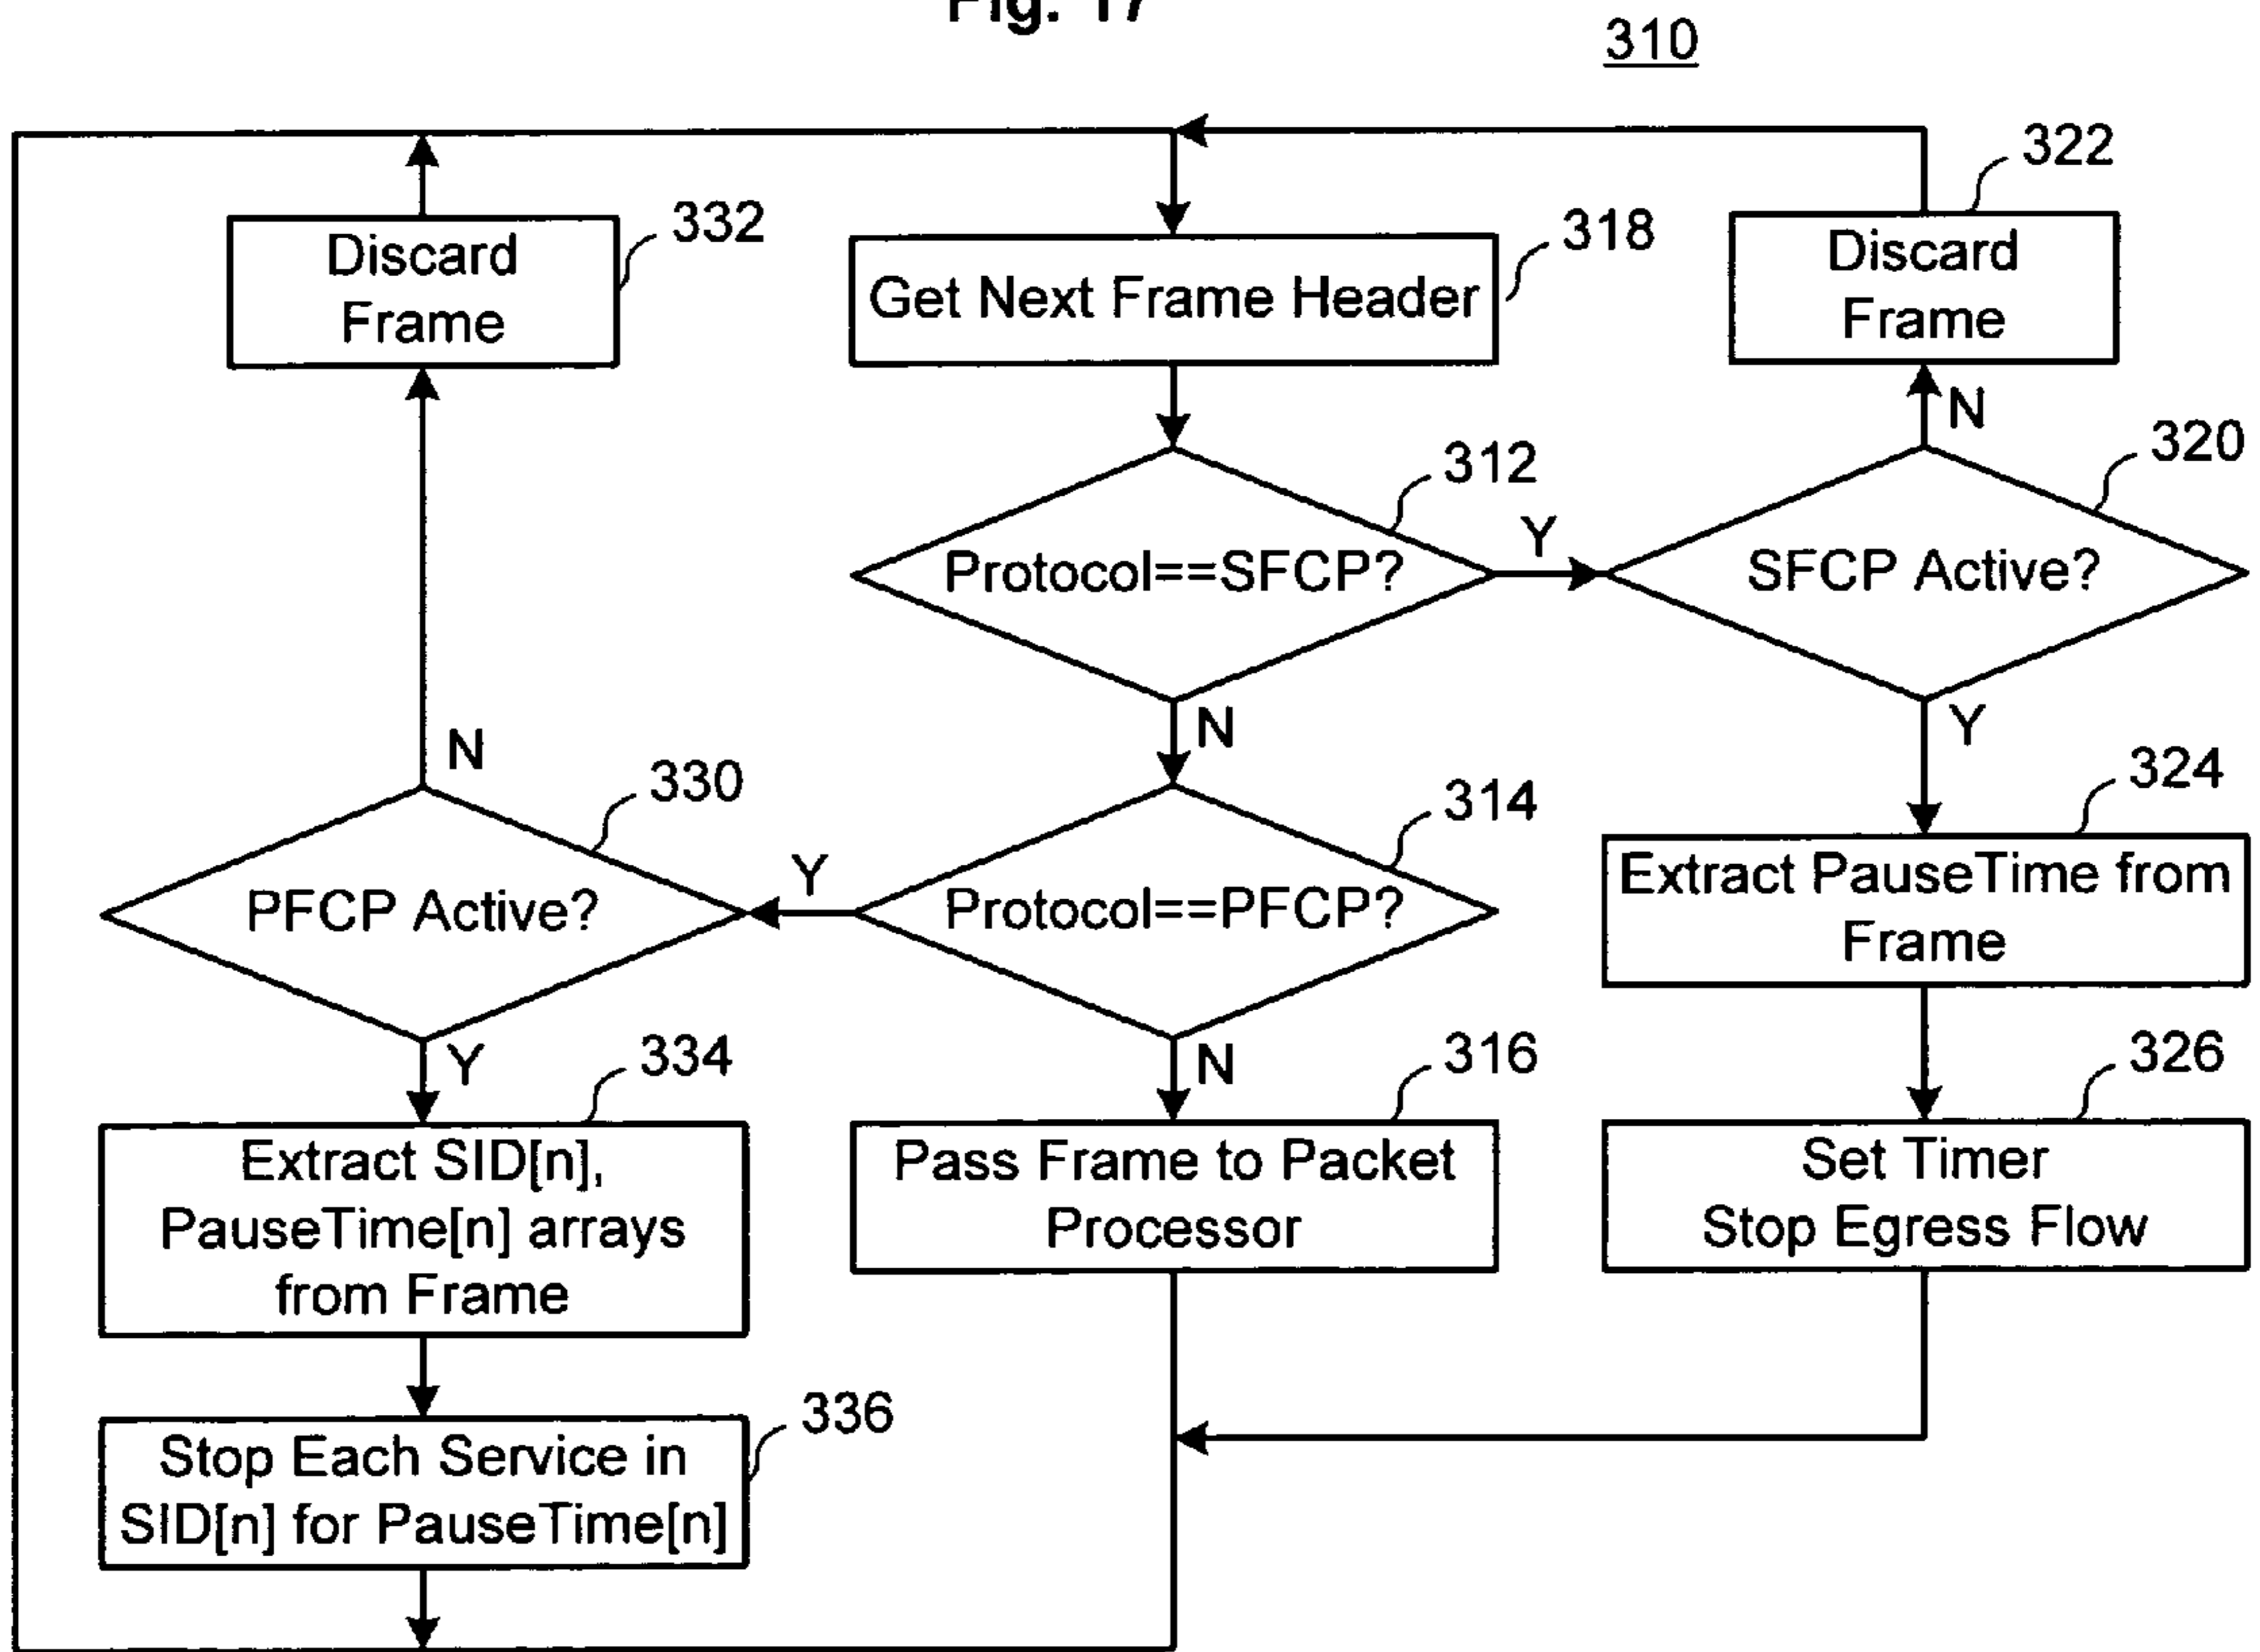 Fig. 17
310
322
332
318
Discard
Frame
Get Next Frame Header
Discard
Frame
N
320
312
Y
Protocol==SFCP?
SFCP Active?
N
Y
N
330
314
324
Y
PFCP Active?
Protocol==PFCP?
Extract PauseTime from
Frame
Y
334
N
316
326
Extract SID[n],
PauseTime[n] arrays
from Frame
Pass Frame to Packet
Processor
Set Timer
Stop Egress Flow
336
Stop Each Service in
SID[n] for PauseTime[n]